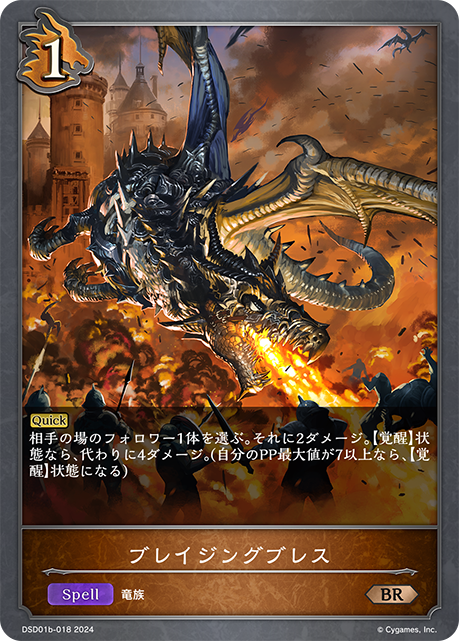 1
Quick
相手の場のフォロワー1体を選ぶ。それに2ダメージ。【覚醒】状
態なら、代わりに4ダメージ。(自分のPP最大値が7以上なら、【覚
醒】状態になる)
ブレイジングブレス
Spell 竜族 BR
DSD01b-018 2024 © Cygames, Inc.